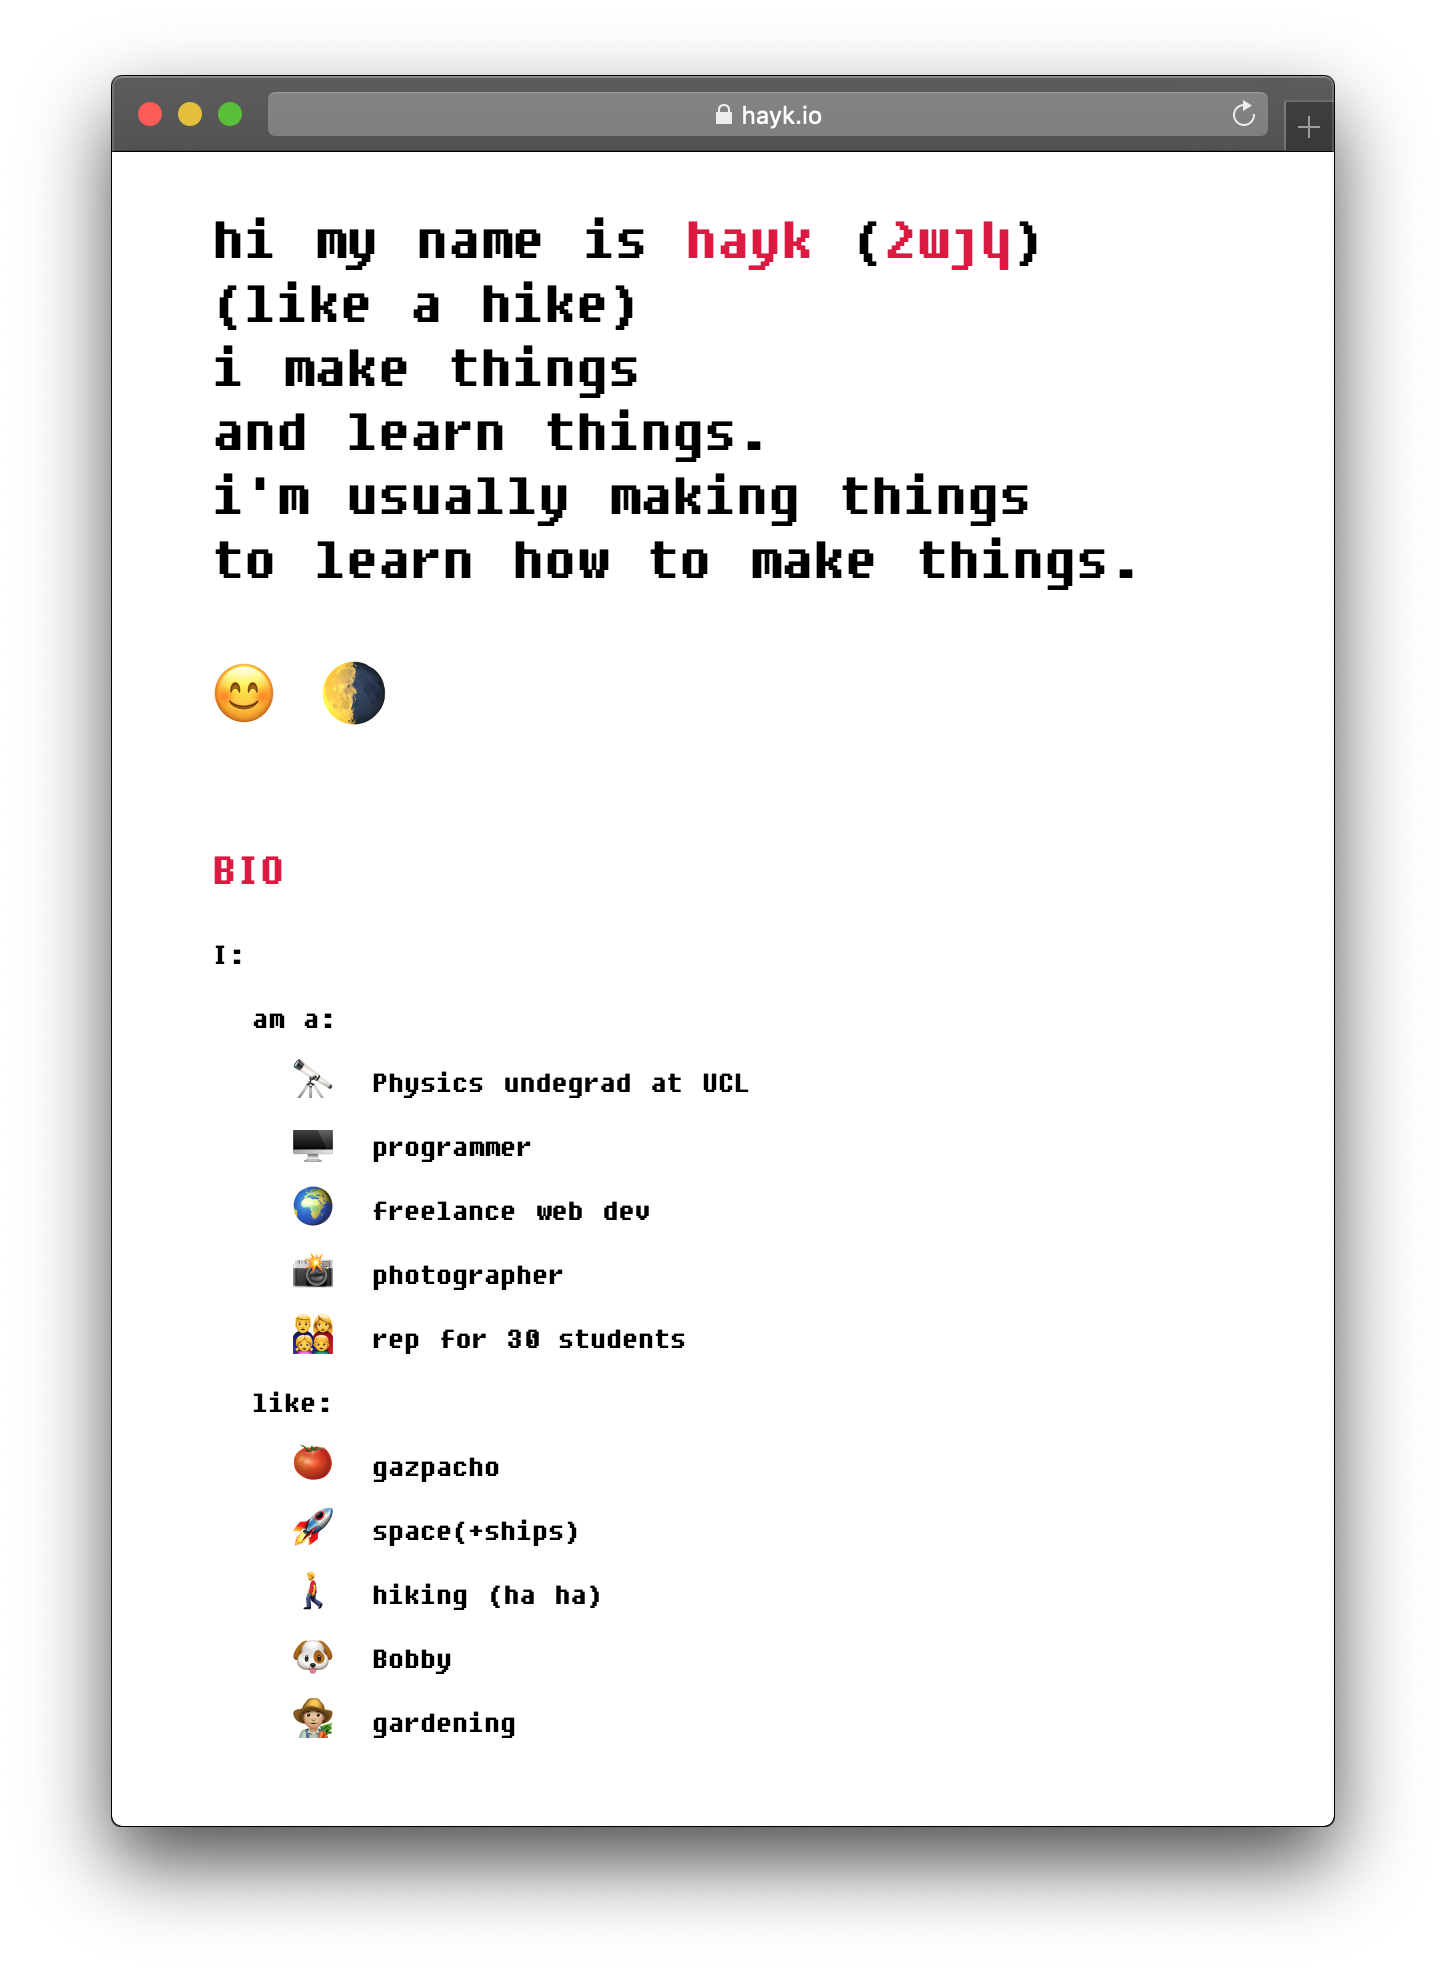 hayk.io
hi my name is hayk (Հայկ)
(like a hike)
i make things
and learn things.
i'm usually making things
to learn how to make things.
BIO
I:
am a:
Physics undegrad at UCL
programmer
freelance web dev
photographer
rep for 30 students
like:
gazpacho
space(+ships)
hiking (ha ha)
Bobby
gardening